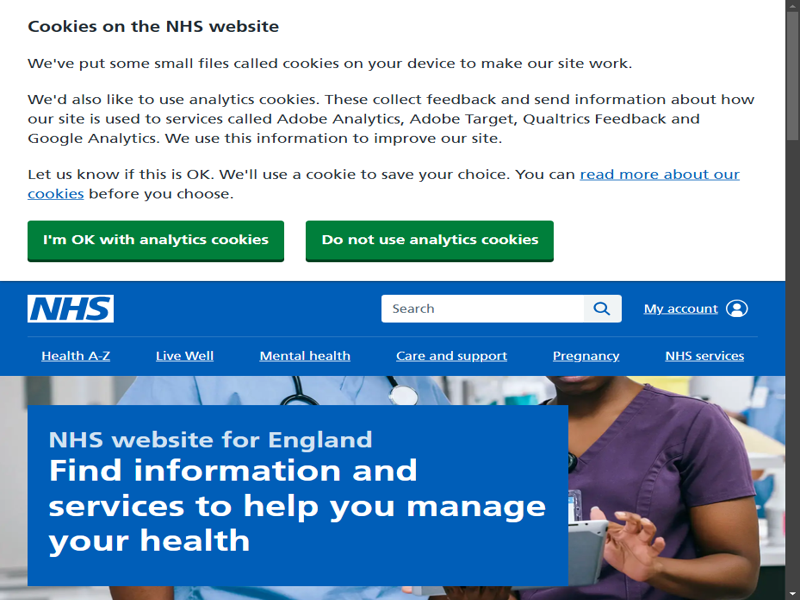 Cookies on the NHS website
We've put some small files called cookies on your device to make our site work.
We'd also like to use analytics cookies. These collect feedback and send information about how
our site is used to services called Adobe Analytics, Adobe Target, Qualtrics Feedback and
Google Analytics. We use this information to improve our site.
Let us know if this is OK. We'll use a cookie to save your choice. You can read more about our
cookies before you choose.
I'm OK with analytics cookies
Do not use analytics cookies
NHS
Search
My account
Health A-Z
Live Well
Mental health
Care and support
Pregnancy
NHS services
NHS website for England
Find information and
services to help you manage
your health